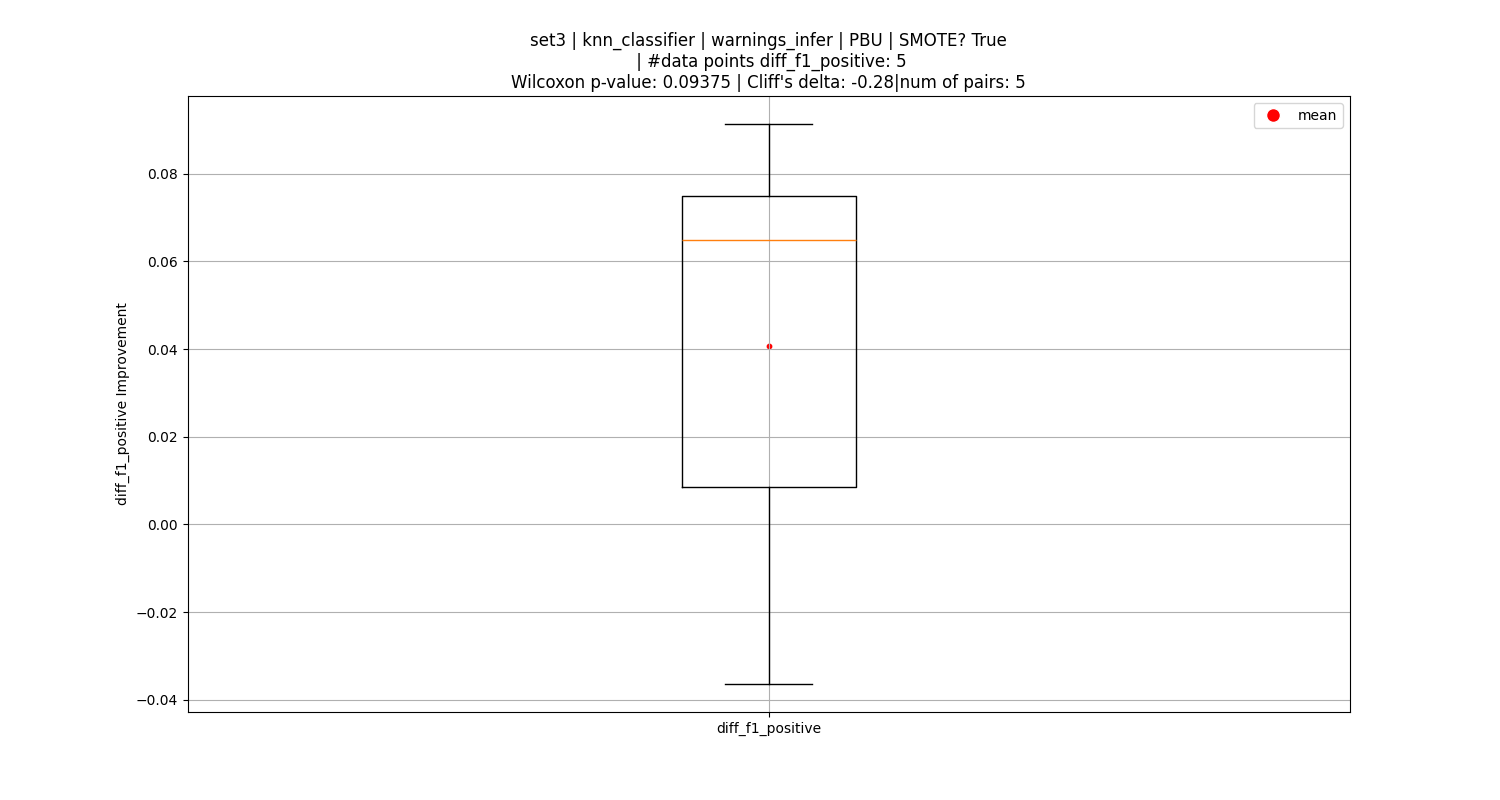 set3 | knn_classifier | warnings_infer | PBU | SMOTE? True
| #data points diff_f1_positive: 5
Wilcoxon p-value: 0.09375 | Cliff's delta: -0.28|num of pairs: 5
mean
0.08
0.06
0.04
0.02
0.00
−0.02
−0.04
diff_f1_positive Improvement
diff_f1_positive